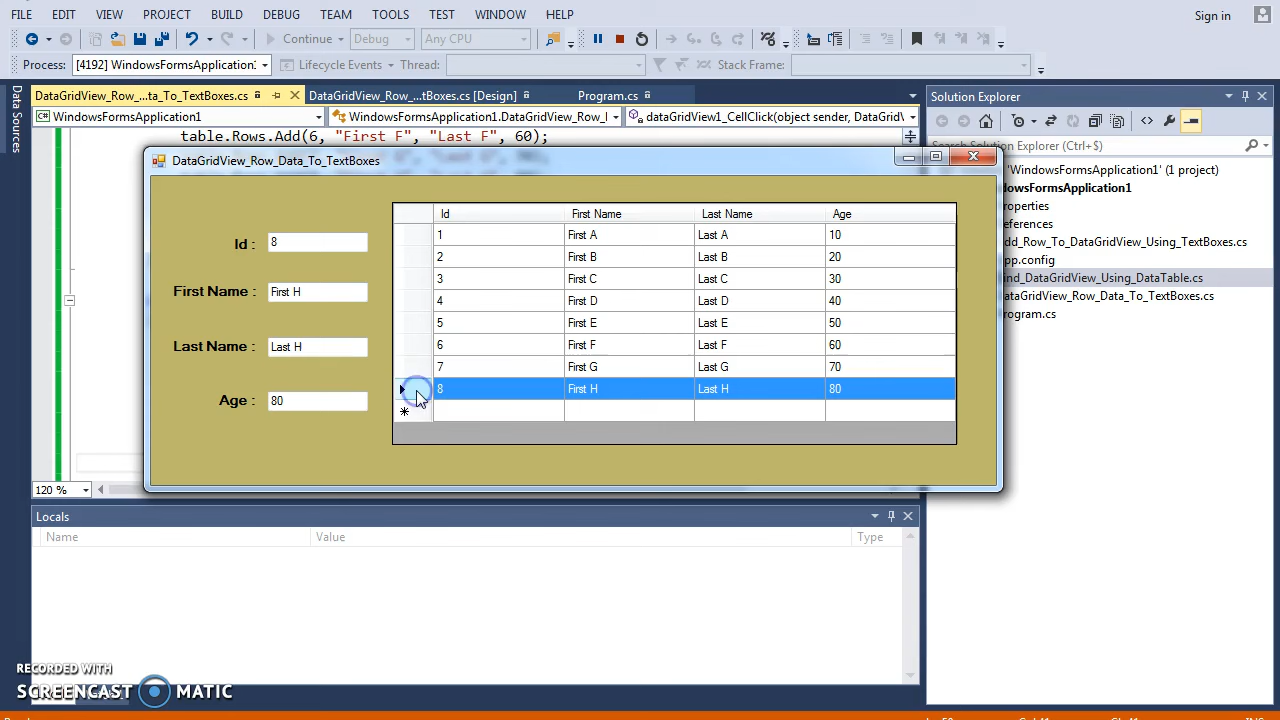 FILE EDIT VIEW PROJECT BUILD DEBUG TEAM TOOLS TEST WINDOW HELP Sign in
Continue Debug Any CPU
Process: [4192] WindowsFormsApplication1 Lifecycle Events Thread: Stack Frame:
Data Sources
DataGridView_Row_...ta_To_TextBoxes.cs DataGridView_Row_...tBoxes.cs [Design] Program.cs
WindowsFormsApplication1 WindowsFormsApplication1.DataGridView_Row_I dataGridView1_CellClick(object sender, DataGridV
table.Rows.Add(6, "First F", "Last F", 60);
DataGridView_Row_Data_To_TextBoxes
Id : 8
First Name : First H
Last Name : Last H
Age : 80
Id First Name Last Name Age
1 First A Last A 10
2 First B Last B 20
3 First C Last C 30
4 First D Last D 40
5 First E Last E 50
6 First F Last F 60
7 First G Last G 70
8 First H Last H 80
120 %
Locals
Name Value Type
Solution Explorer
Search Solution Explorer (Ctrl+$)
'WindowsFormsApplication1' (1 project)
dowsFormsApplication1
roperties
eferences
dd_Row_To_DataGridView_Using_TextBoxes.cs
pp.config
ind_DataGridView_Using_DataTable.cs
ataGridView_Row_Data_To_TextBoxes.cs
rogram.cs
RECORDED WITH
SCREENCAST MATIC